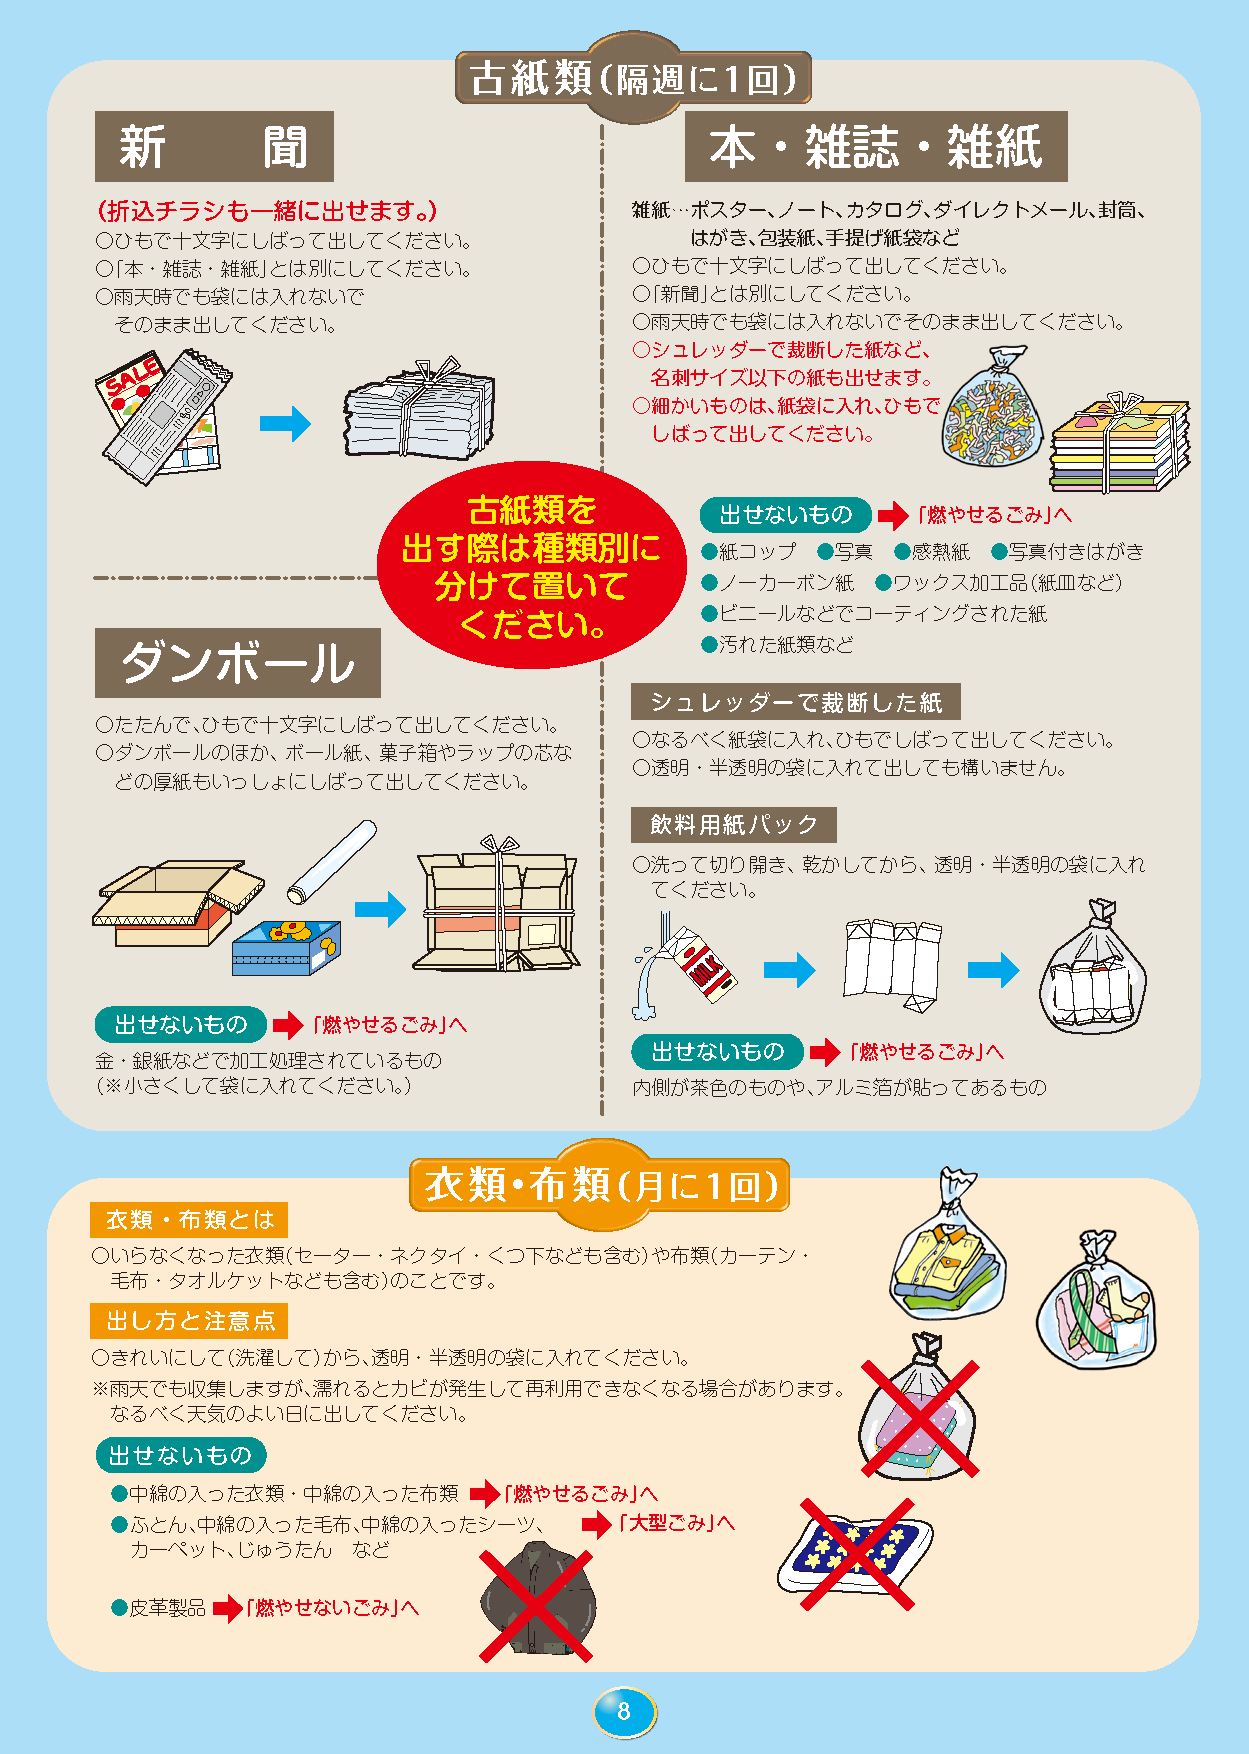 古紙類（隔週に1回）
新　聞
（折込チラシも一緒に出せます。）
○ひもで十文字にしばって出してください。
○「本・雑誌・雑紙」とは別にしてください。
○雨天時でも袋には入れないで
そのまま出してください。
SALE
本・雑誌・雑紙
雑紙…ポスター、ノート、カタログ、ダイレクトメール、封筒、
はがき、包装紙、手提げ紙袋など
○ひもで十文字にしばって出してください。
○「新聞」とは別にしてください。
○雨天時でも袋には入れないでそのまま出してください。
○シュレッダーで裁断した紙など、
名刺サイズ以下の紙も出せます。
○細かいものは、紙袋に入れ、ひもで
しばって出してください。
出せないもの
「燃やせるごみ」へ
●紙コップ　●写真　●感熱紙　●写真付きはがき
●ノーカーボン紙　●ワックス加工品（紙皿など）
●ビニールなどでコーティングされた紙
●汚れた紙類など
古紙類を
出す際は種類別に
分けて置いて
ください。
ダンボール
○たたんで、ひもで十文字にしばって出してください。
○ダンボールのほか、ボール紙、菓子箱やラップの芯な
どの厚紙もいっしょにしばって出してください。
出せないもの
「燃やせるごみ」へ
金・銀紙などで加工処理されているもの
（※小さくして袋に入れてください。）
シュレッダーで裁断した紙
○なるべく紙袋に入れ、ひもでしばって出してください。
○透明・半透明の袋に入れて出しても構いません。
飲料用紙パック
○洗って切り開き、乾かしてから、透明・半透明の袋に入れ
てください。
MILK
出せないもの
「燃やせるごみ」へ
内側が茶色のものや、アルミ箔が貼ってあるもの
衣類・布類（月に1回）
衣類・布類とは
○いらなくなった衣類（セーター・ネクタイ・くつ下なども含む）や布類（カーテン・
毛布・タオルケットなども含む）のことです。
出し方と注意点
○きれいにして（洗濯して）から、透明・半透明の袋に入れてください。
※雨天でも収集しますが、濡れるとカビが発生して再利用できなくなる場合があります。
なるべく天気のよい日に出してください。
出せないもの
●中綿の入った衣類・中綿の入った布類
「燃やせるごみ」へ
●ふとん、中綿の入った毛布、中綿の入ったシーツ、
「大型ごみ」へ
カーペット、じゅうたん　など
●皮革製品
「燃やせないごみ」へ
8